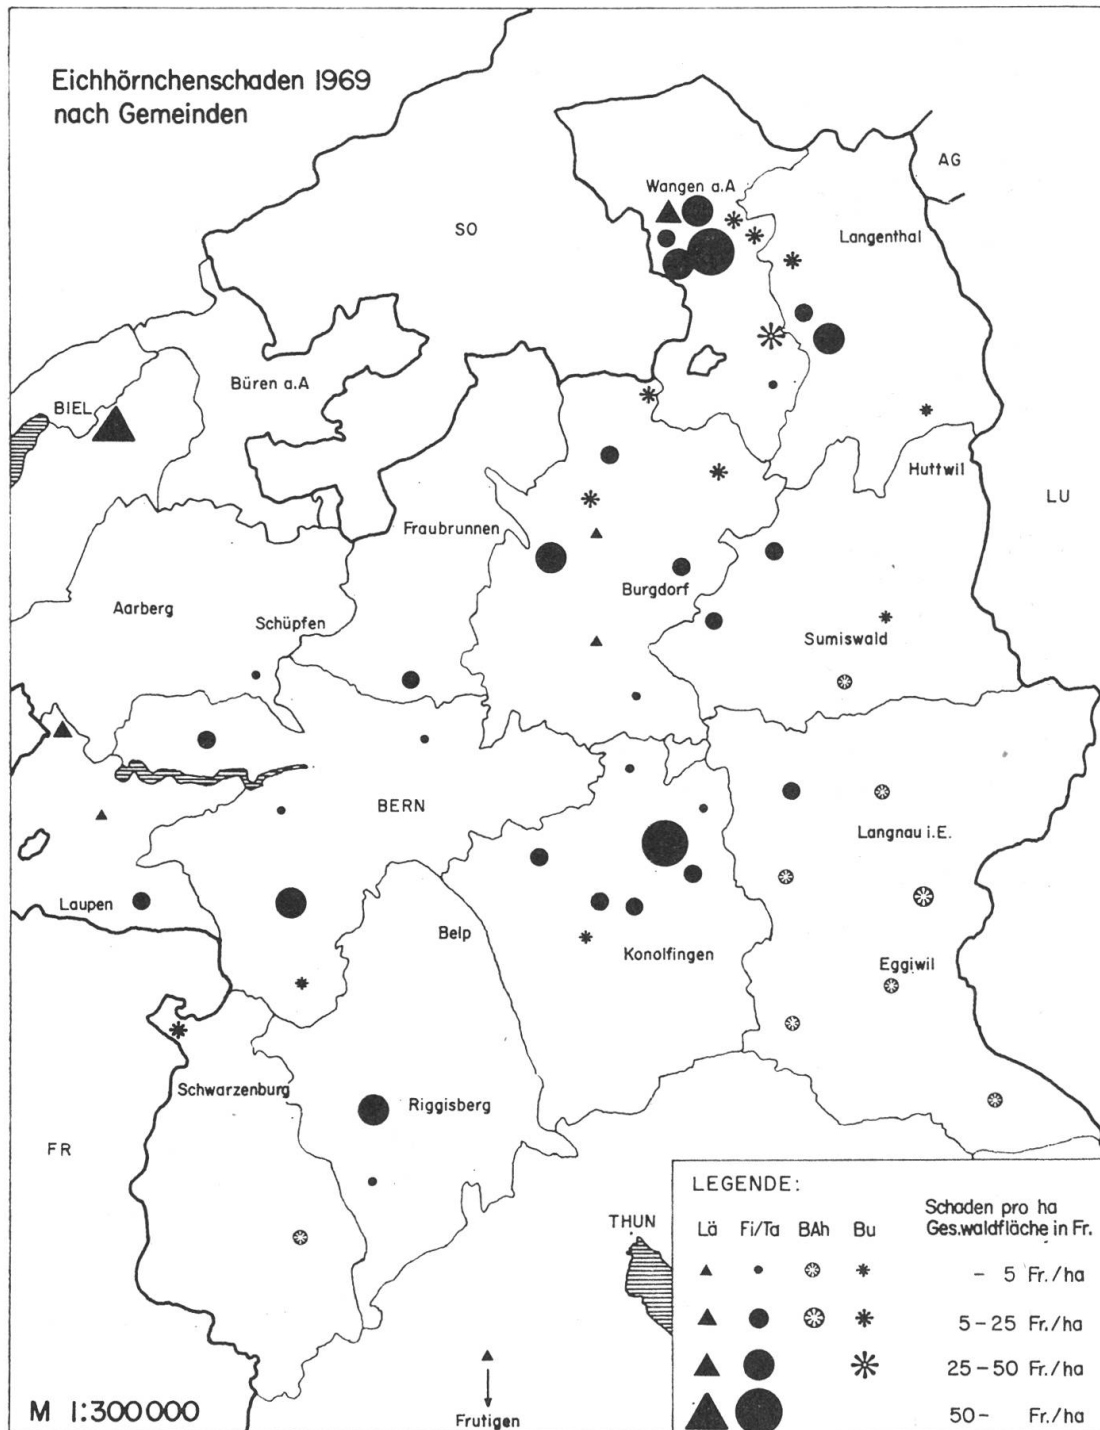 Eichhörnchenschaden 1969
nach Gemeinden
AG
Wangen a.A
SO
Langenthal
Büren a.A
BIEL
Huttwil
LU
Fraubrunnen
Burgdorf
Aarberg
Schüpfen
Sumiswald
BERN
Langnau i.E.
Laupen
Belp
Konolfingen
Eggiwil
Schwarzenburg
Riggisberg
FR
THUN
LEGENDE:
Schaden pro ha
Lä Fi/Ta BAh Bu Ges.waldfläche in Fr.
- 5 Fr./ha
5-25 Fr./ha
25-50 Fr./ha
50- Fr./ha
M 1:300000
Frutigen